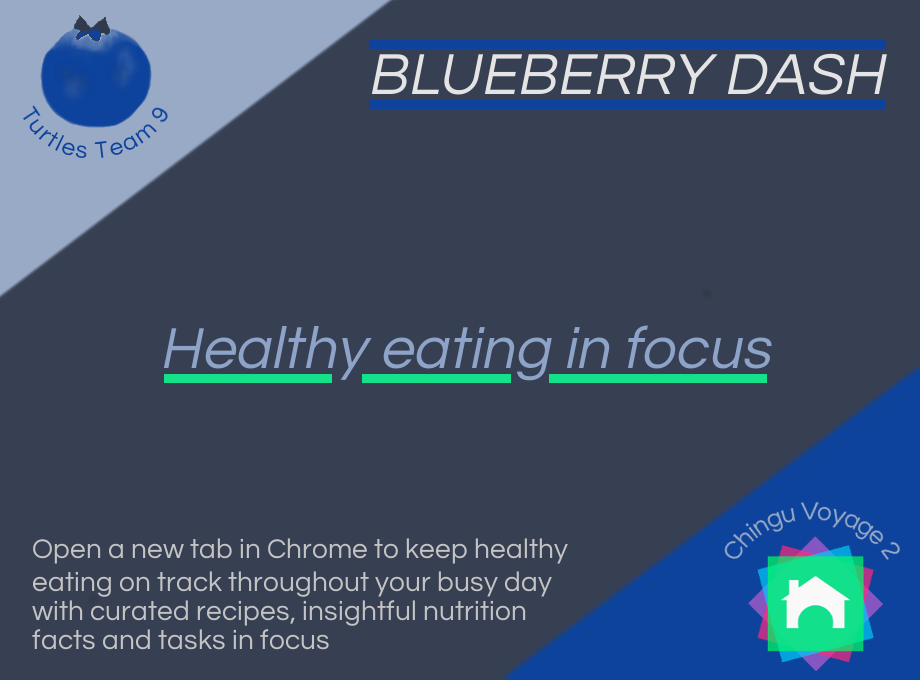 Turtles Team 9
BLUEBERRY DASH
Healthy eating in focus
Open a new tab in Chrome to keep healthy
eating on track throughout your busy day
with curated recipes, insightful nutrition
facts and tasks in focus
Chingu Voyage 2